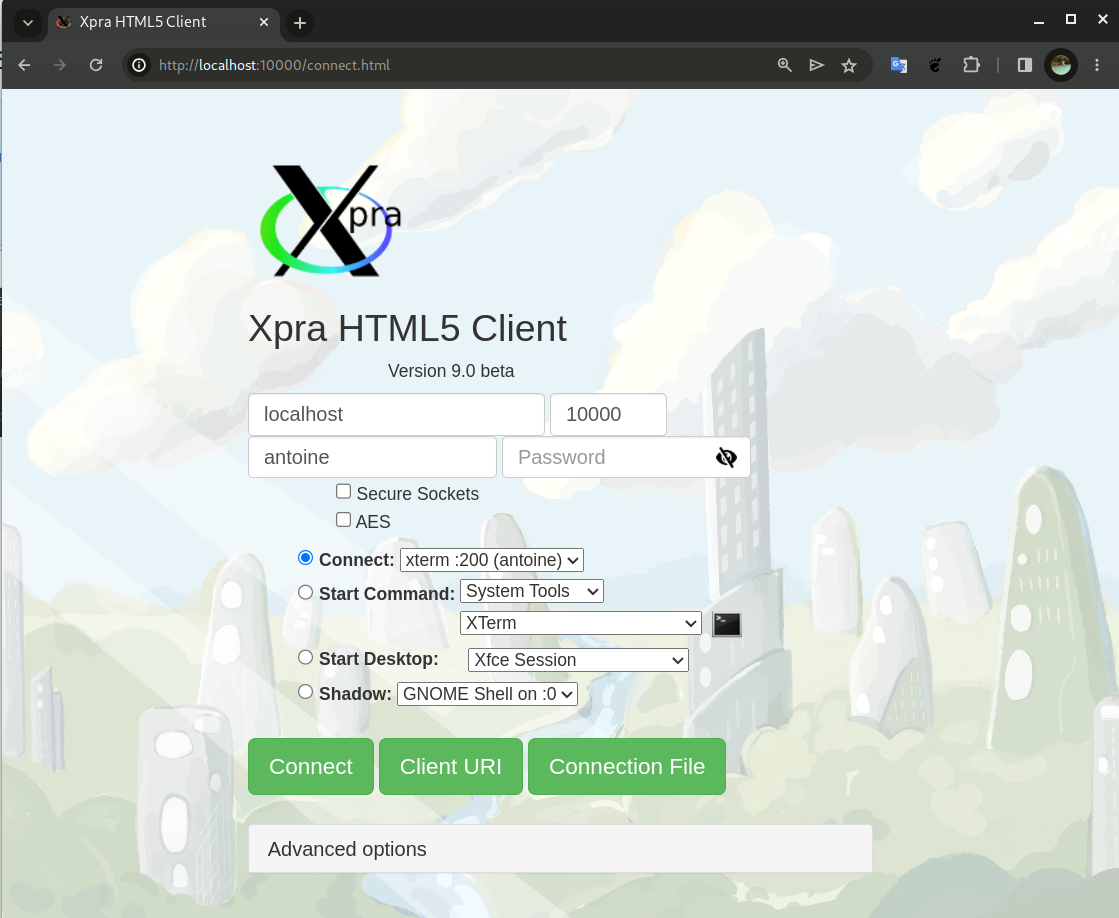 Xpra HTML5 Client
http://localhost:10000/connect.html
Xpra
Xpra HTML5 Client
Version 9.0 beta
localhost 10000
antoine Password
Secure Sockets
AES
Connect: xterm :200 (antoine)
Start Command: System Tools
XTerm
Start Desktop: Xfce Session
Shadow: GNOME Shell on :0
Connect Client URI Connection File
Advanced options